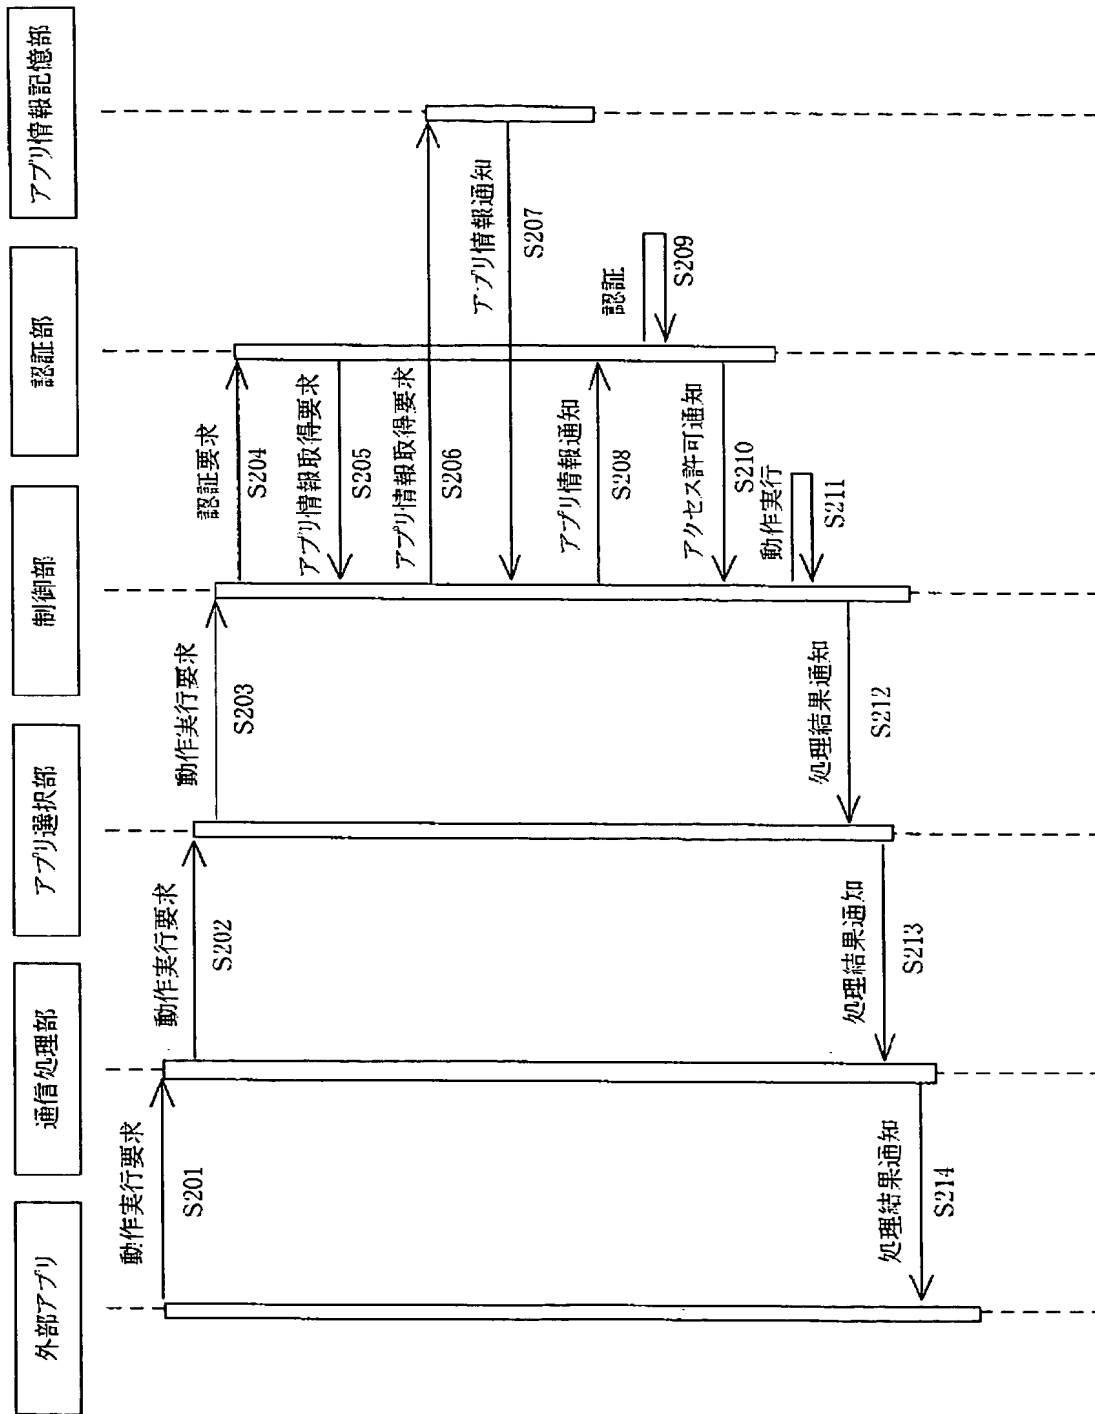 外部アプリ
通信処理部
アプリ選択部
制御部
認証部
アプリ情報記憶部
動作実行要求
S201
動作実行要求
S202
動作実行要求
S203
認証要求
S204
アプリ情報取得要求
S205
アプリ情報取得要求
S206
アプリ情報通知
S207
アプリ情報通知
S208
認証
S209
アクセス許可通知
S210
動作実行
S211
処理結果通知
S212
処理結果通知
S213
処理結果通知
S214